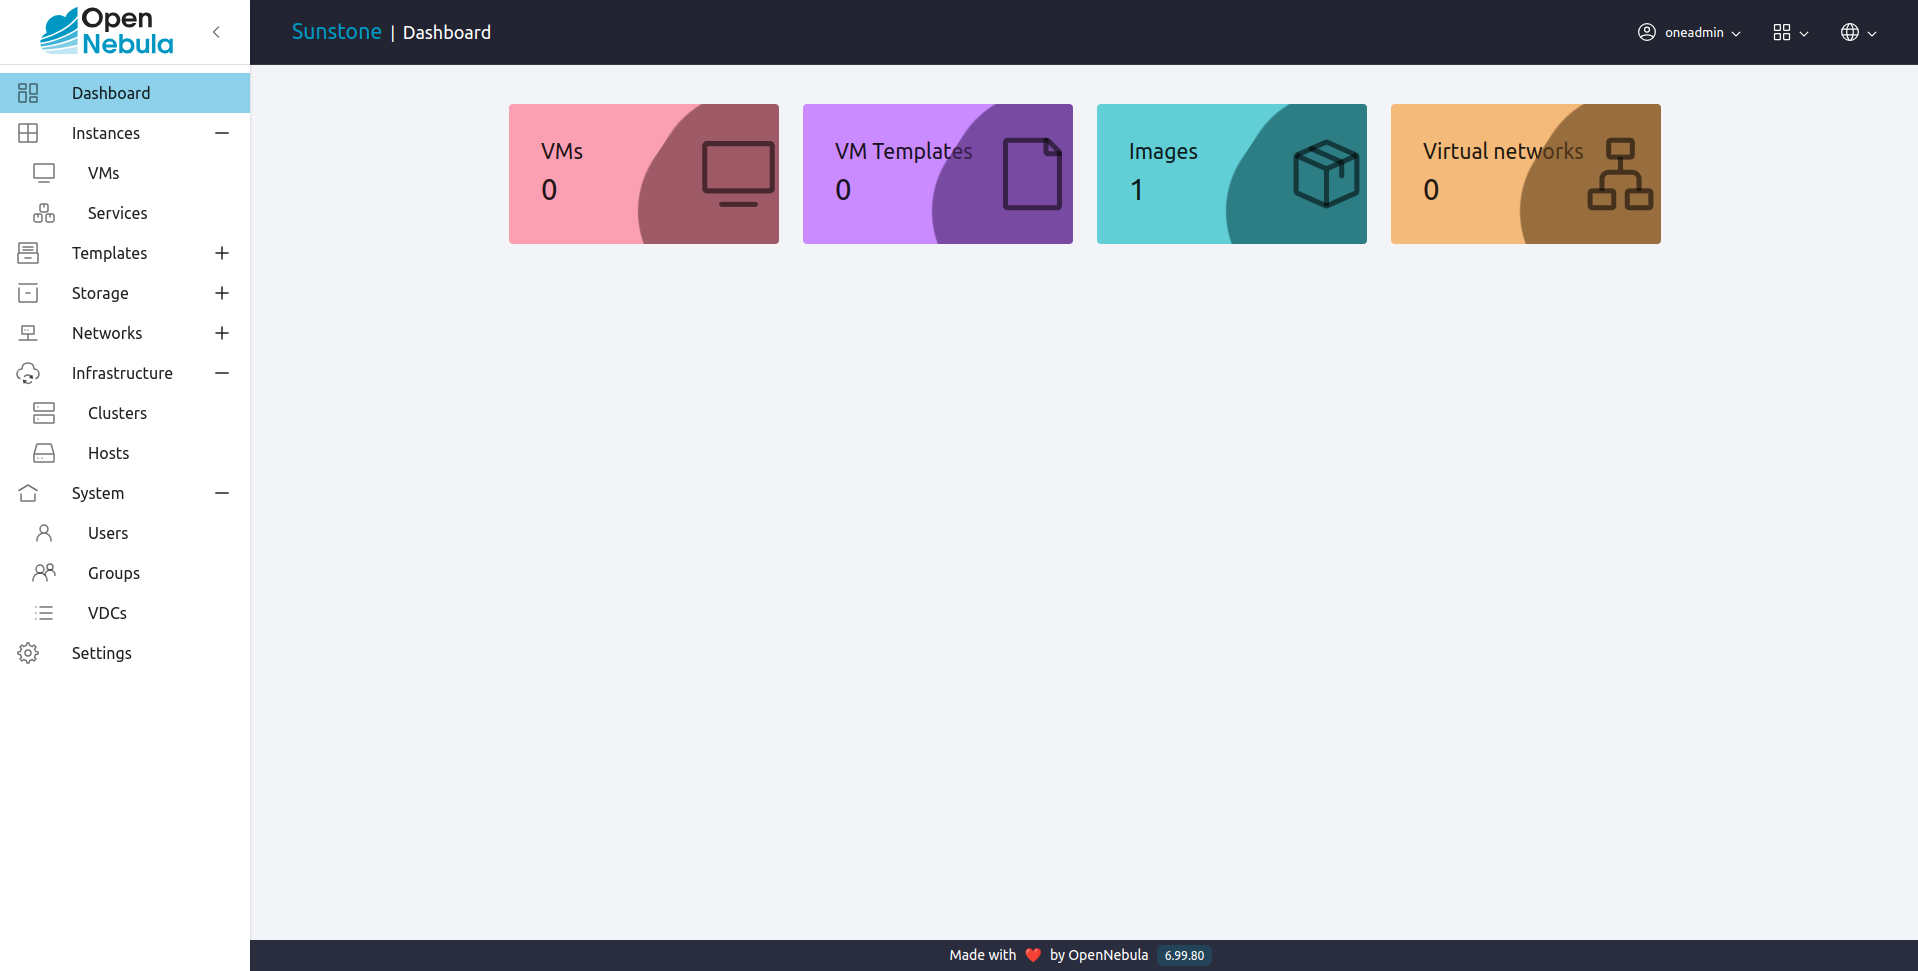 Open
Nebula
Sunstone | Dashboard
oneadmin
Dashboard
Instances
VMs
Services
Templates
Storage
Networks
Infrastructure
Clusters
Hosts
System
Users
Groups
VDCs
Settings
VMs
0
VM Templates
0
Images
1
Virtual networks
0
Made with ❤️ by OpenNebula 6.99.80